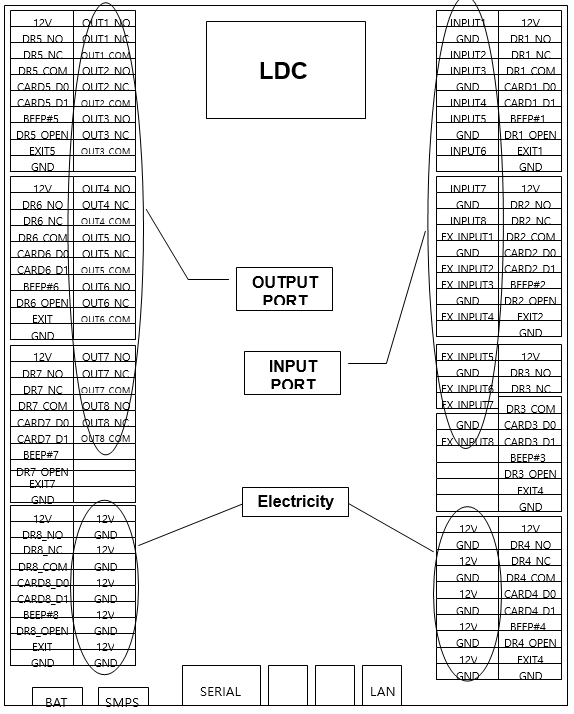 12V OUT1_NO
DR5_NO OUT1_NC
DR5_NC OUT1_COM
DR5_COM OUT2_NO
CARD5_D0 OUT2_NC
CARD5_D1 OUT2_COM
BEEP#5 OUT3_NO
DR5_OPEN OUT3_NC
EXIT5 OUT3_COM
GND
12V OUT4_NO
DR6_NO OUT4_NC
DR6_NC OUT4_COM
DR6_COM OUT5_NO
CARD6_D0 OUT5_NC
CARD6_D1 OUT5_COM
BEEP#6 OUT6_NO
DR6_OPEN OUT6_NC
EXIT OUT6_COM
GND
12V OUT7_NO
DR7_NO OUT7_NC
DR7_NC OUT7_COM
DR7_COM OUT8_NO
CARD7_D0 OUT8_NC
CARD7_D1 OUT8_COM
BEEP#7
DR7_OPEN
EXIT7
GND
12V 12V
DR8_NO GND
DR8_NC 12V
DR8_COM GND
CARD8_D0 12V
CARD8_D1 GND
BEEP#8 12V
DR8_OPEN GND
EXIT 12V
GND GND
BAT
SMPS
LDC
OUTPUT
PORT
INPUT
PORT
Electricity
SERIAL
LAN
INPUT1 12V
GND DR1_NO
INPUT2 DR1_NC
INPUT3 DR1_COM
GND CARD1_D0
INPUT4 CARD1_D1
INPUT5 BEEP#1
GND DR1_OPEN
INPUT6 EXIT1
GND
INPUT7 12V
GND DR2_NO
INPUT8 DR2_NC
EX_INPUT1 DR2_COM
GND CARD2_D0
EX_INPUT2 CARD2_D1
EX_INPUT3 BEEP#2
GND DR2_OPEN
EX_INPUT4 EXIT2
GND
EX_INPUT5 12V
GND DR3_NO
EX_INPUT6 DR3_NC
EX_INPUT7 DR3_COM
GND CARD3_D0
EX_INPUT8 CARD3_D1
BEEP#3
DR3_OPEN
EXIT4
GND
12V 12V
GND DR4_NO
12V DR4_NC
GND DR4_COM
12V CARD4_D0
GND CARD4_D1
12V BEEP#4
GND DR4_OPEN
12V EXIT4
GND GND